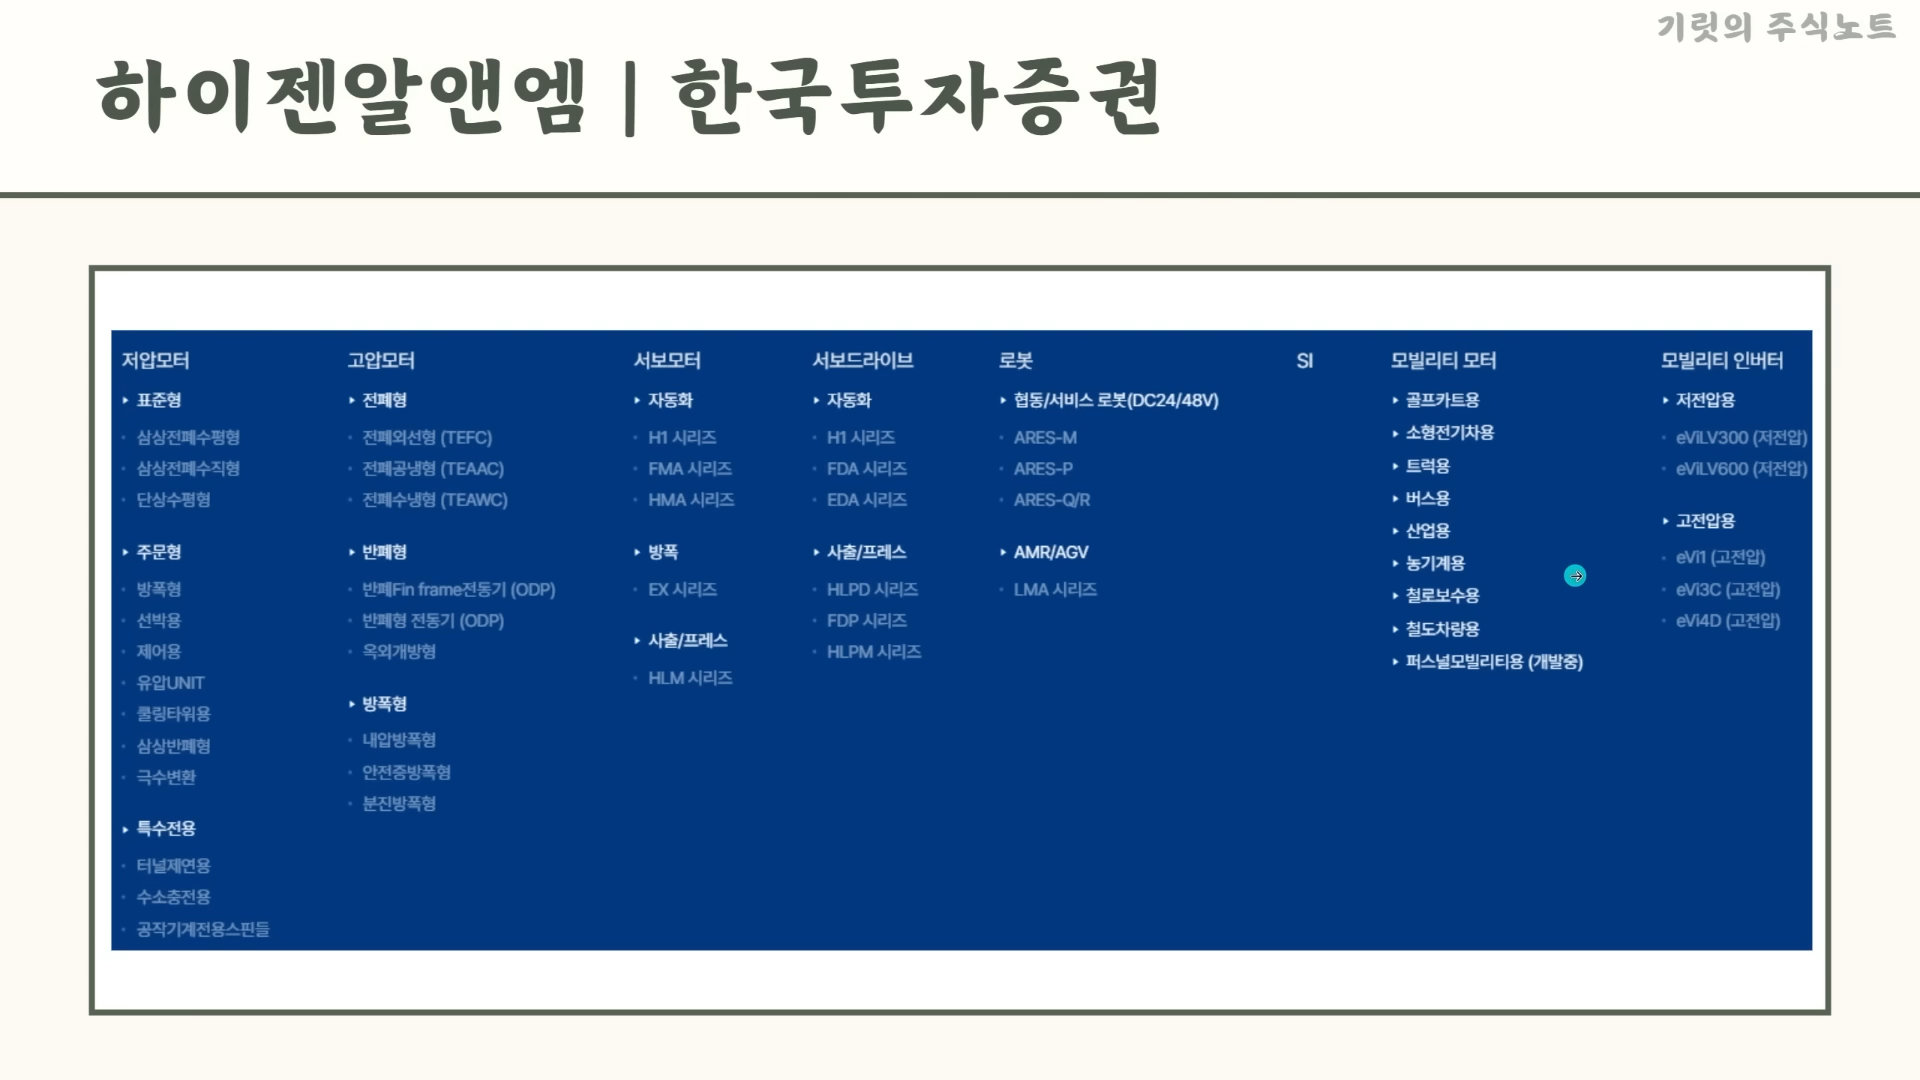 기릿의 주식노트
하이젠알앤엠 | 한국투자증권
저압모터
표준형
삼상전폐수평형
삼상전폐수직형
단상수평형
주문형
방폭형
선박용
제어용
유압UNIT
쿨링타워용
삼상반폐형
극수변환
특수전용
터널제연용
수소충전용
공작기계전용스핀들
고압모터
전폐형
전폐외선형 (TEFC)
전폐공냉형 (TEAAC)
전폐수냉형 (TEAWC)
반폐형
반폐Fin frame전동기 (ODP)
반폐형 전동기 (ODP)
옥외개방형
방폭형
내압방폭형
안전증방폭형
분진방폭형
서보모터
자동화
H1 시리즈
FMA 시리즈
HMA 시리즈
방폭
EX 시리즈
사출/프레스
HLM 시리즈
서보드라이브
자동화
H1 시리즈
FDA 시리즈
EDA 시리즈
사출/프레스
HLPD 시리즈
FDP 시리즈
HLPM 시리즈
로봇
협동/서비스 로봇(DC24/48V)
ARES-M
ARES-P
ARES-Q/R
AMR/AGV
LMA 시리즈
SI
모빌리티 모터
골프카트용
소형전기차용
트럭용
버스용
산업용
농기계용
철로보수용
철도차량용
퍼스널모빌리티용 (개발중)
모빌리티 인버터
저전압용
eViLV300 (저전압)
eViLV600 (저전압)
고전압용
eVi1 (고전압)
eVi3C (고전압)
eVi4D (고전압)